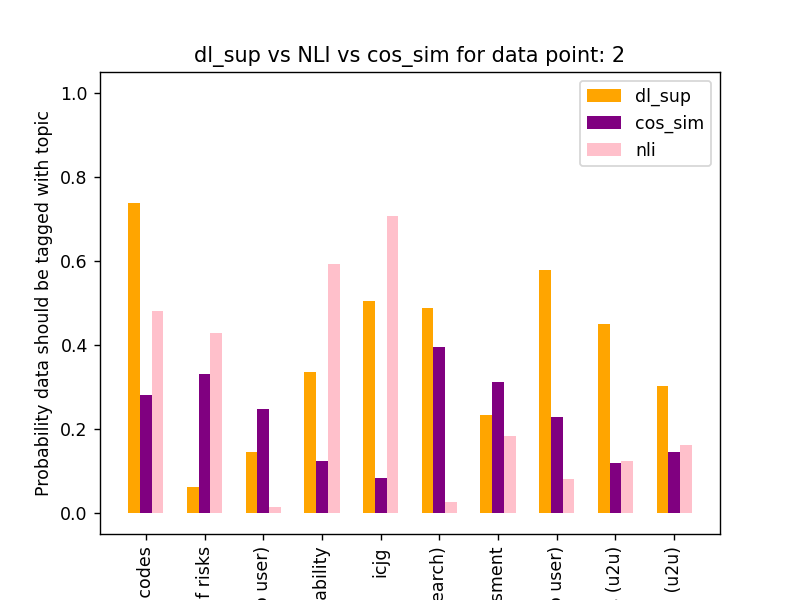 dl_sup vs NLI vs cos_sim for data point: 2
Probability data should be tagged with topic
1.0
0.8
0.6
0.4
0.2
0.0
dl_sup
cos_sim
nli
codes
f risks
user)
ability
icjg
earch)
sment
user)
(u2u)
(u2u)